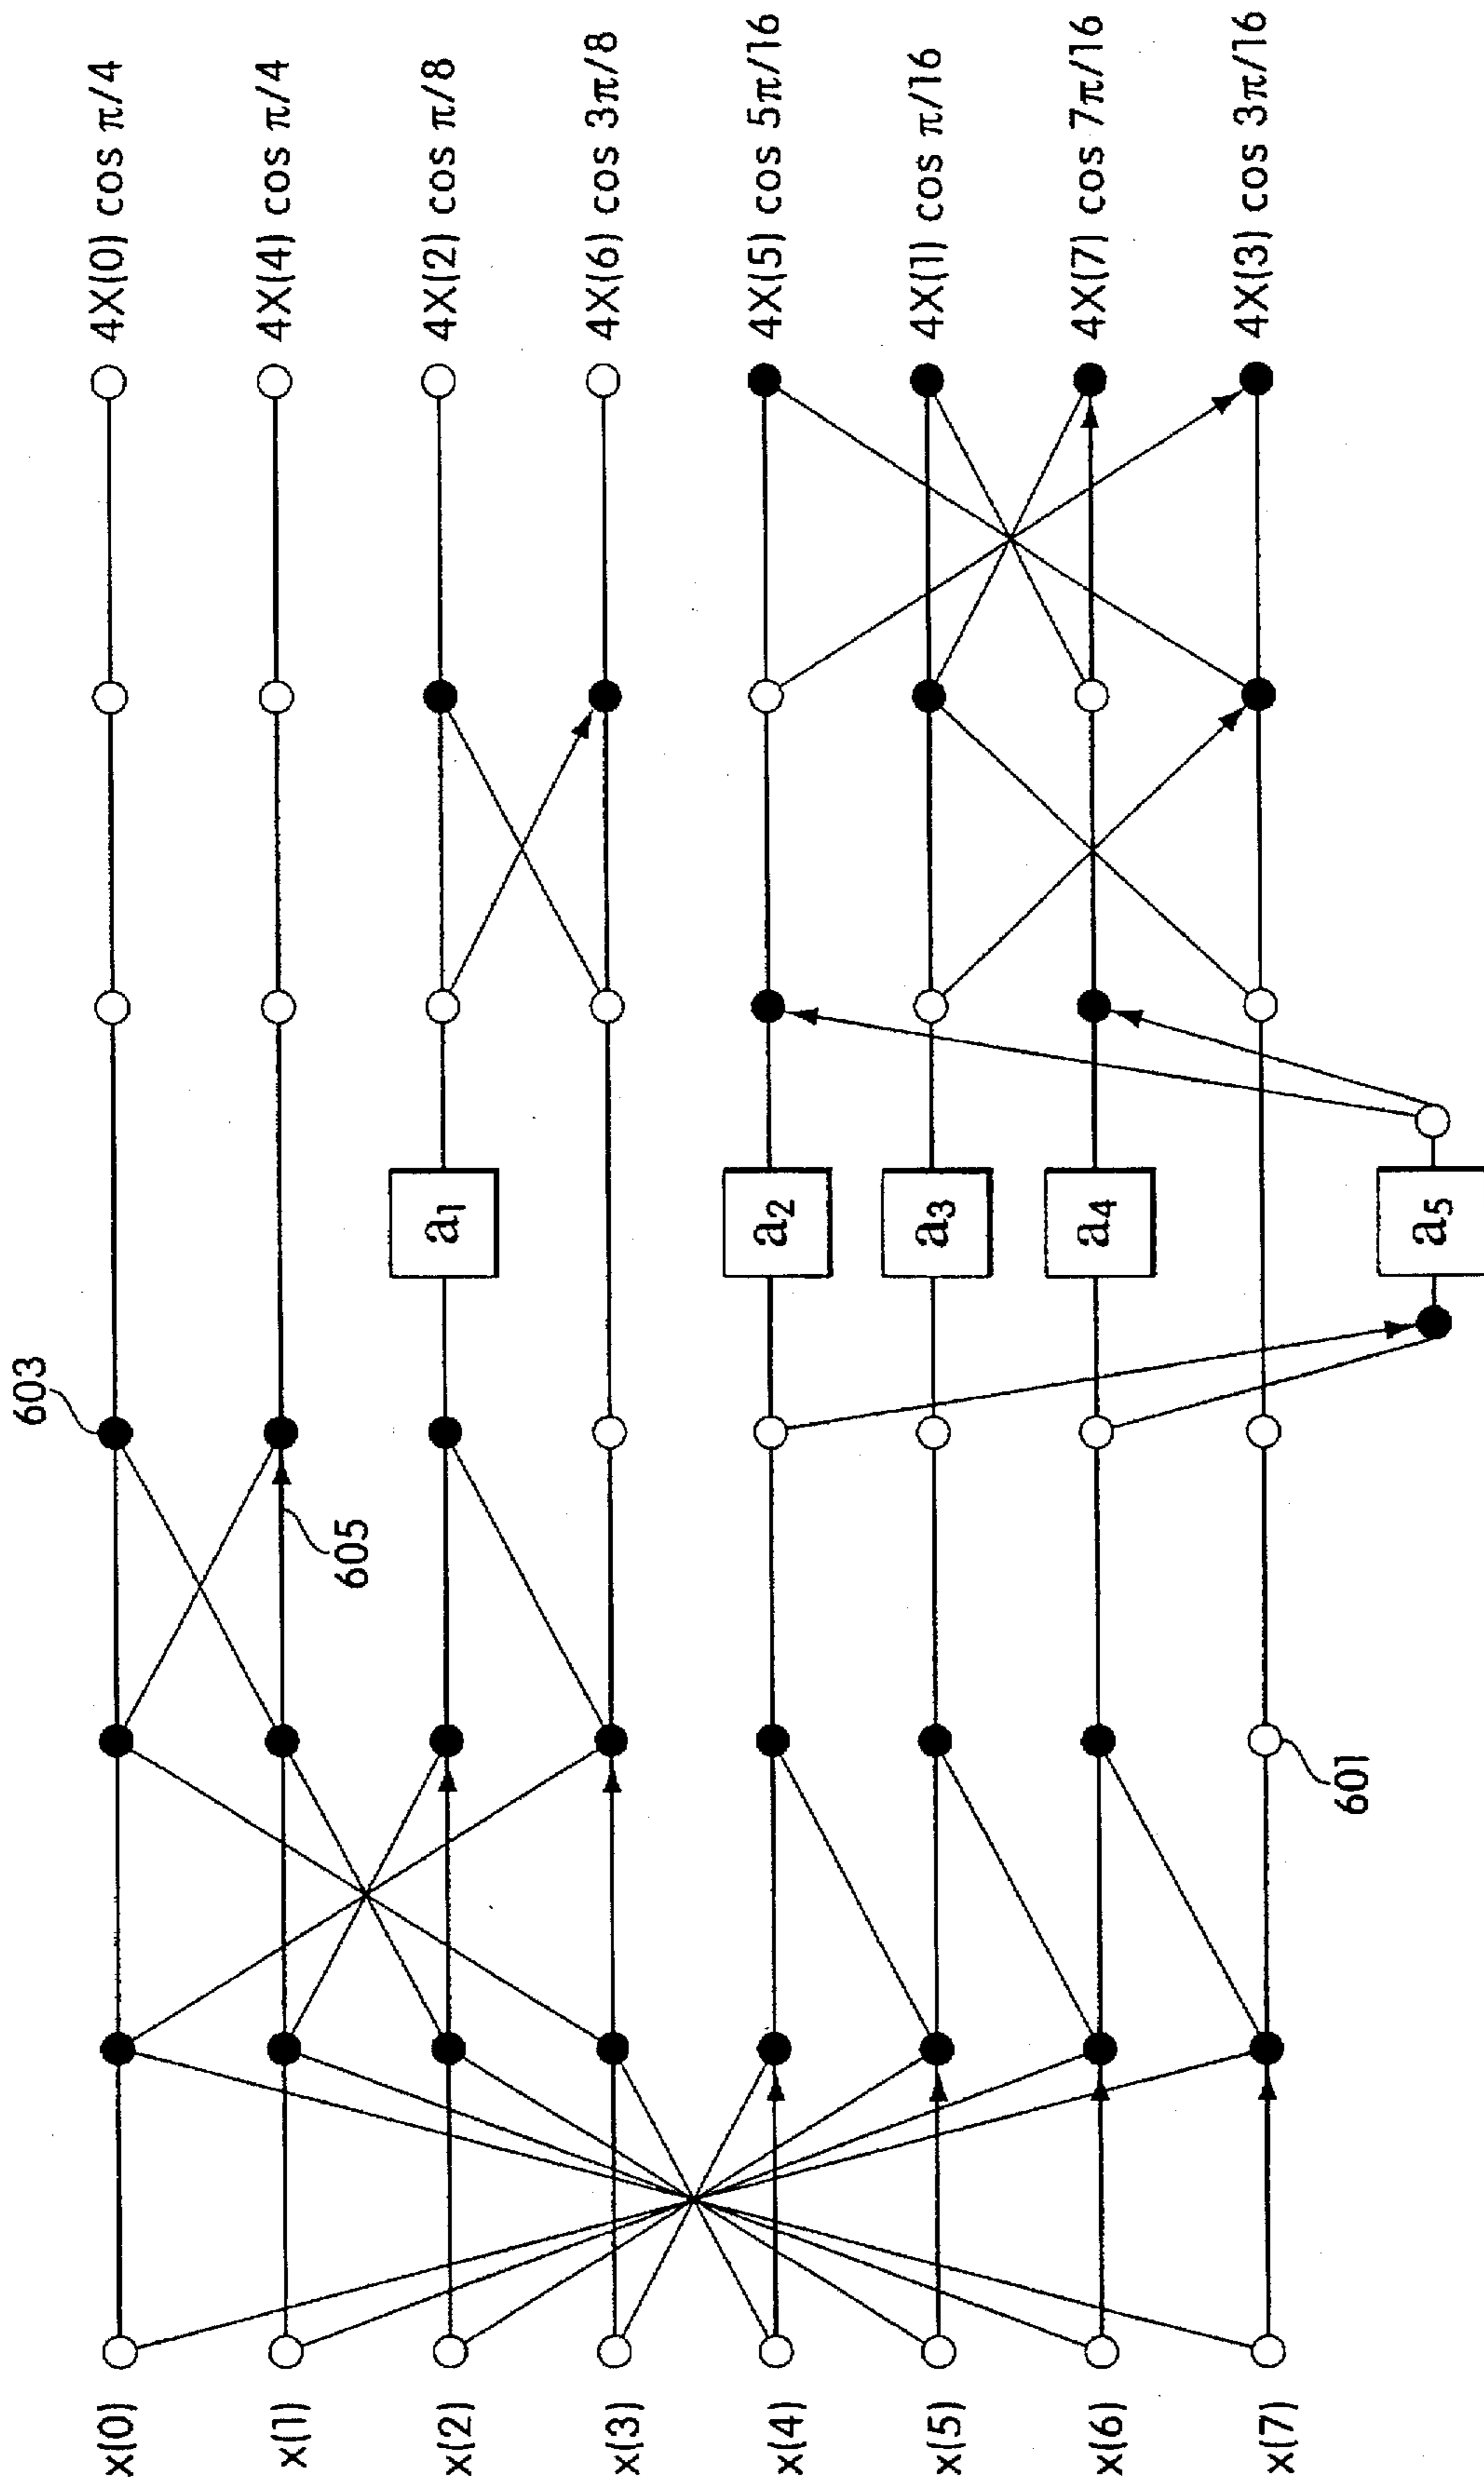 x(0)
x(1)
x(2)
x(3)
x(4)
x(5)
x(6)
x(7)
601
605
603
a1
a2
a3
a4
a5
4X(0) cos π/4
4X(4) cos π/4
4X(2) cos π/8
4X(6) cos 3π/8
4X(5) cos 5π/16
4X(1) cos π/16
4X(7) cos 7π/16
4X(3) cos 3π/16